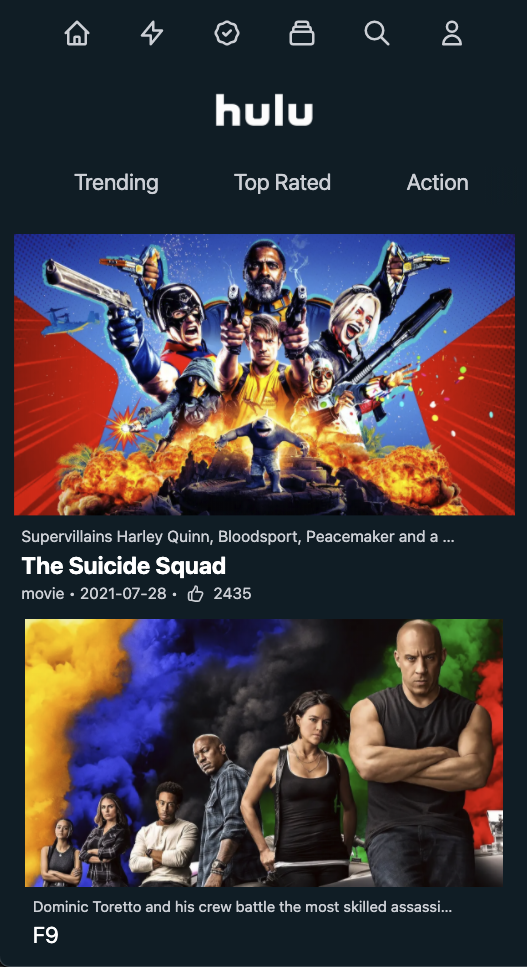 hulu
Trending Top Rated Action
Supervillains Harley Quinn, Bloodsport, Peacemaker and a ...
The Suicide Squad
movie • 2021-07-28 • 2435
Dominic Toretto and his crew battle the most skilled assassi...
F9